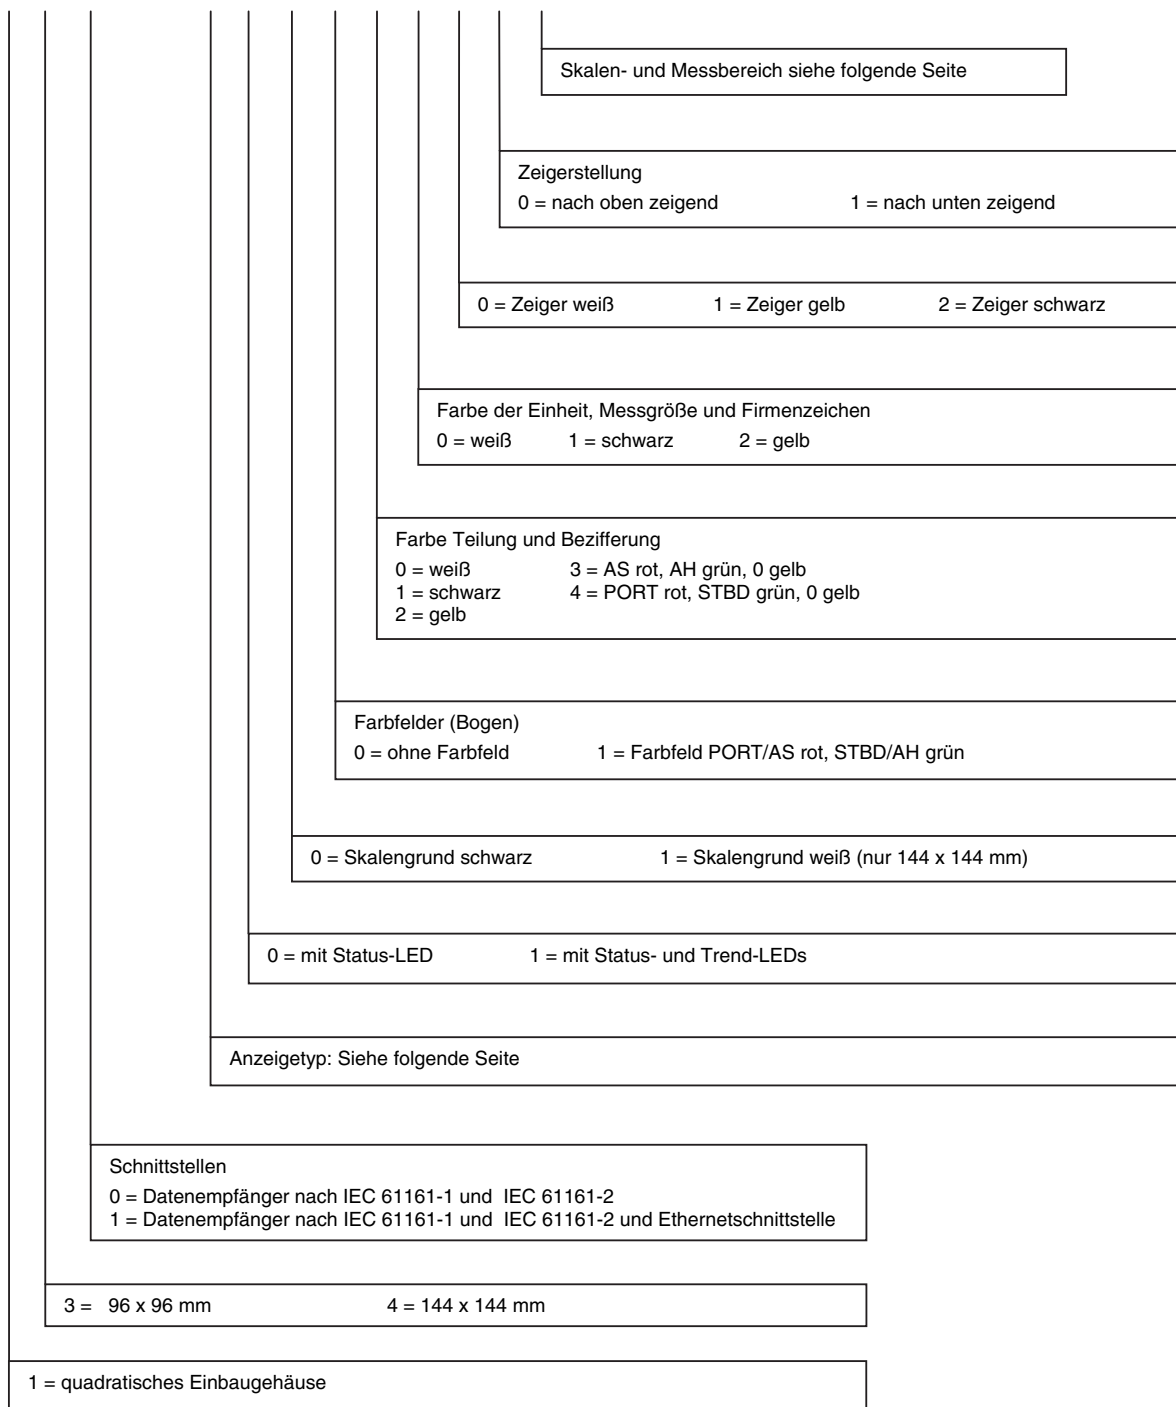 Skalen- und Messbereich siehe folgende Seite
Zeigerstellung
0 = nach oben zeigend 1 = nach unten zeigend
0 = Zeiger weiß 1 = Zeiger gelb 2 = Zeiger schwarz
Farbe der Einheit, Messgröße und Firmenzeichen
0 = weiß 1 = schwarz 2 = gelb
Farbe Teilung und Bezifferung
0 = weiß 3 = AS rot, AH grün, 0 gelb
1 = schwarz 4 = PORT rot, STBD grün, 0 gelb
2 = gelb
Farbfelder (Bogen)
0 = ohne Farbfeld 1 = Farbfeld PORT/AS rot, STBD/AH grün
0 = Skalengrund schwarz 1 = Skalengrund weiß (nur 144 x 144 mm)
0 = mit Status-LED 1 = mit Status- und Trend-LEDs
Anzeigetyp: Siehe folgende Seite
Schnittstellen
0 = Datenempfänger nach IEC 61161-1 und IEC 61161-2
1 = Datenempfänger nach IEC 61161-1 und IEC 61161-2 und Ethernetschnittstelle
3 = 96 x 96 mm 4 = 144 x 144 mm
1 = quadratisches Einbaugehäuse